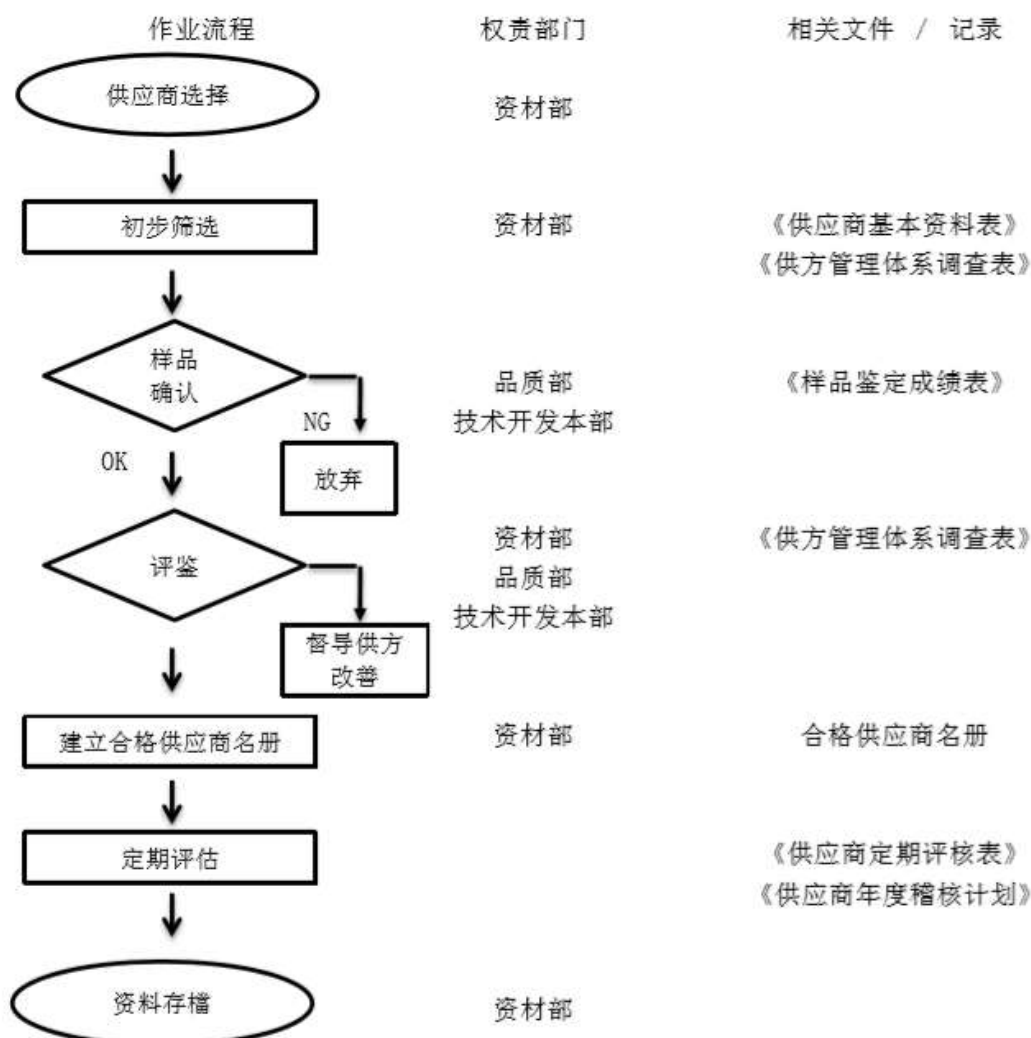 作业流程 权责部门 相关文件 / 记录
供应商选择 资材部
初步筛选 资材部 《供应商基本资料表》
《供方管理体系调查表》
样品
确认
品质部 《样品鉴定成绩表》
技术开发本部
NG
OK
放弃
评鉴
资材部 《供方管理体系调查表》
品质部
技术开发本部
督导供方
改善
建立合格供应商名册 资材部 合格供应商名册
定期评估 《供应商定期评核表》
《供应商年度稽核计划》
资料存檔 资材部